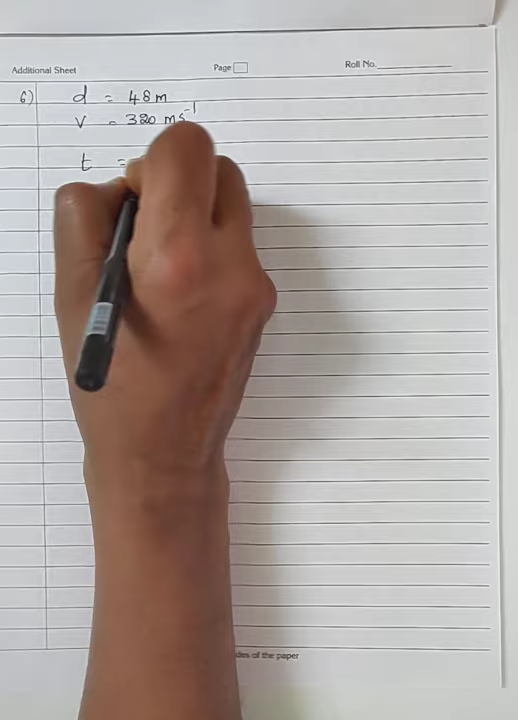 Additional Sheet Page Roll No.
6) d = 48 m
v = 320 ms⁻¹
t =
des of the paper